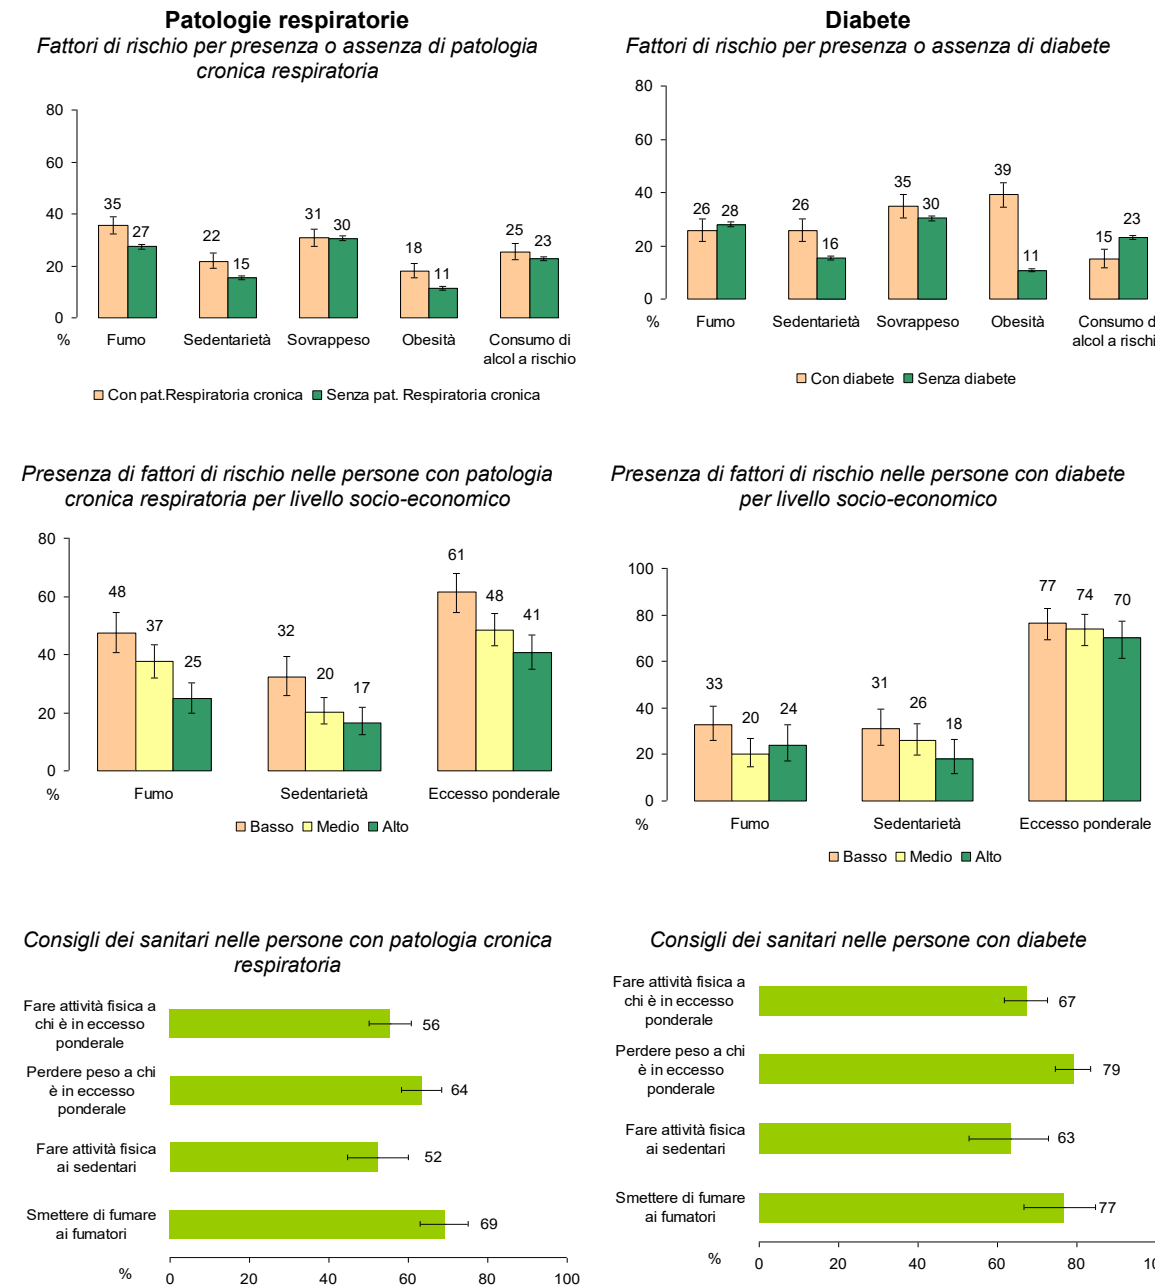 Patologie respiratorie
Fattori di rischio per presenza o assenza di patologia
cronica respiratoria
80
60
40
20
0
35
27
22
15
31
30
18
11
25
23
%
Fumo
Sedentarietà
Sovrappeso
Obesità
Consumo di
alcol a rischio
Con pat.Respiratoria cronica
Senza pat. Respiratoria cronica
Diabete
Fattori di rischio per presenza o assenza di diabete
80
60
40
20
0
26
28
26
16
35
30
39
11
15
23
%
Fumo
Sedentarietà
Sovrappeso
Obesità
Consumo d
alcol a rischi
Con diabete
Senza diabete
Presenza di fattori di rischio nelle persone con patologia
cronica respiratoria per livello socio-economico
80
60
40
20
0
48
37
25
32
20
17
61
48
41
%
Fumo
Sedentarietà
Eccesso ponderale
Basso
Medio
Alto
Presenza di fattori di rischio nelle persone con diabete
per livello socio-economico
100
80
60
40
20
0
33
20
24
31
26
18
77
74
70
%
Fumo
Sedentarietà
Eccesso ponderale
Basso
Medio
Alto
Consigli dei sanitari nelle persone con patologia cronica
respiratoria
Fare attività fisica a
chi è in eccesso
ponderale
56
Perdere peso a chi
è in eccesso
ponderale
64
Fare attività fisica
ai sedentari
52
Smettere di fumare
ai fumatori
69
%
0
20
40
60
80
100
Consigli dei sanitari nelle persone con diabete
Fare attività fisica a
chi è in eccesso
ponderale
67
Perdere peso a chi
è in eccesso
ponderale
79
Fare attività fisica
ai sedentari
63
Smettere di fumare
ai fumatori
77
%
0
20
40
60
80
10